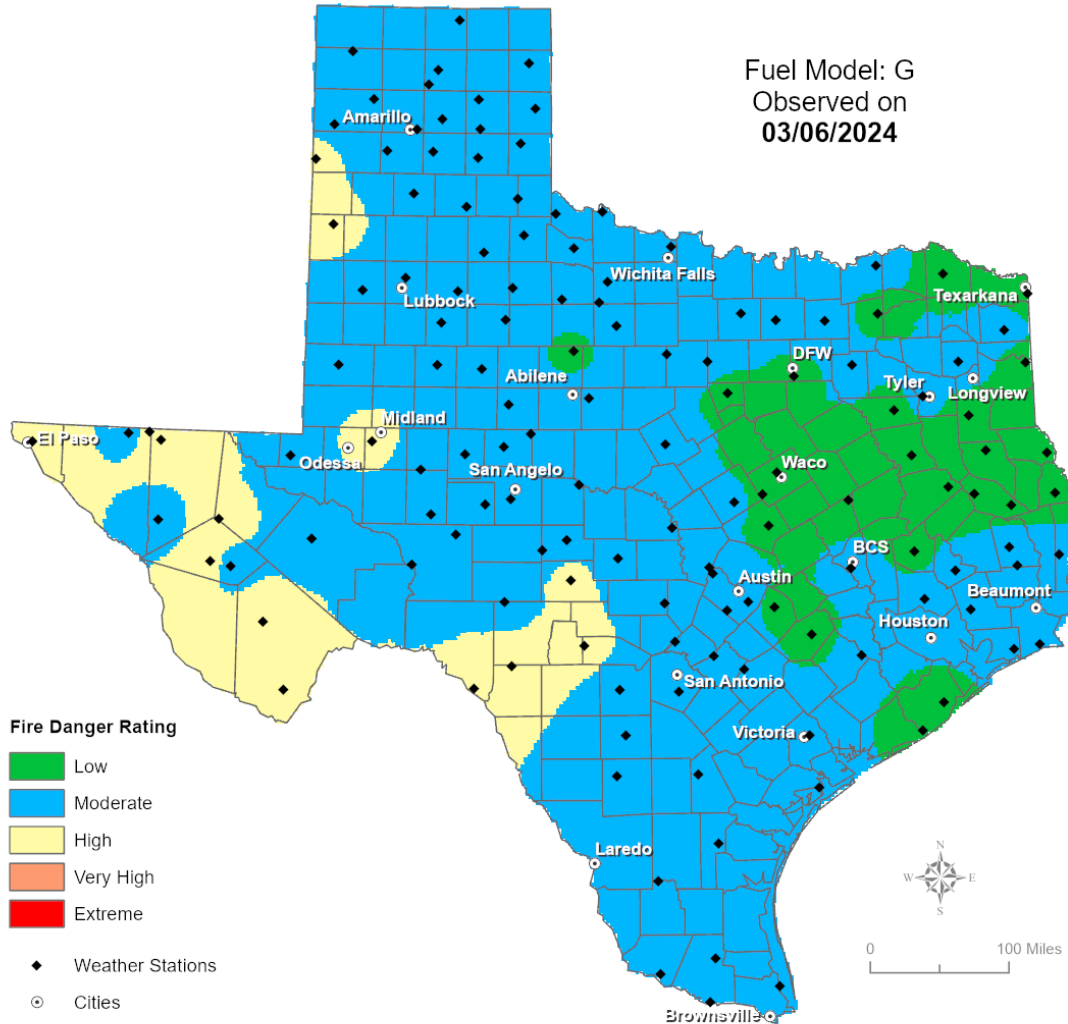 Fuel Model: G
Observed on
03/06/2024
Amarillo
Wichita Falls
Lubbock
Texarkana
DFW
Abilene
Tyler
Longview
Midland
El Paso
Odessa
San Angelo
Waco
BCS
Austin
Beaumont
Houston
San Antonio
Victoria
Laredo
Brownsville
Fire Danger Rating
Low
Moderate
High
Very High
Extreme
Weather Stations
Cities
N
W E
S
0 100 Miles